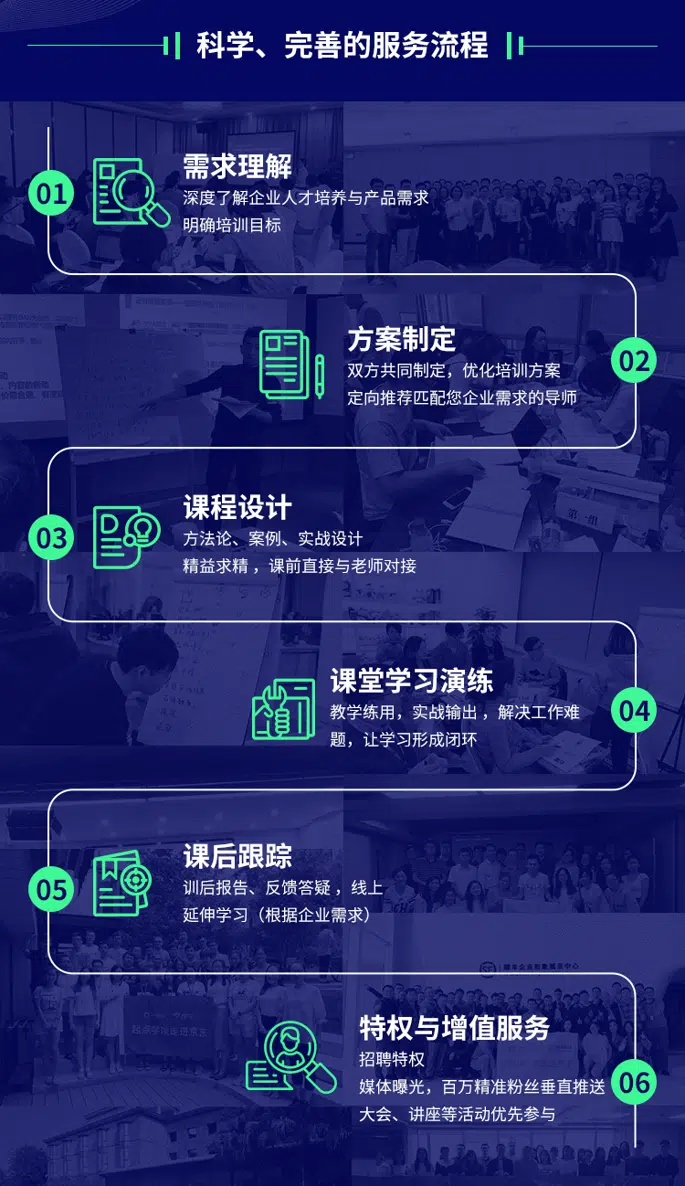 科学、完善的服务流程
01
需求理解
深度了解企业人才培养与产品需求
明确培训目标
方案制定
双方共同制定，优化培训方案
定向推荐匹配您企业需求的导师
02
03
课程设计
方法论、案例、实战设计
精益求精 ，课前直接与老师对接
第一组
课堂学习演练
教学练用，实战输出 ，解决工作难
题，让学习形成闭环
04
05
课后跟踪
训后报告、反馈答疑 ，线上
延伸学习（根据企业需求）
特权与增值服务
招聘特权
媒体曝光，百万精准粉丝垂直推送
大会、讲座等活动优先参与
06